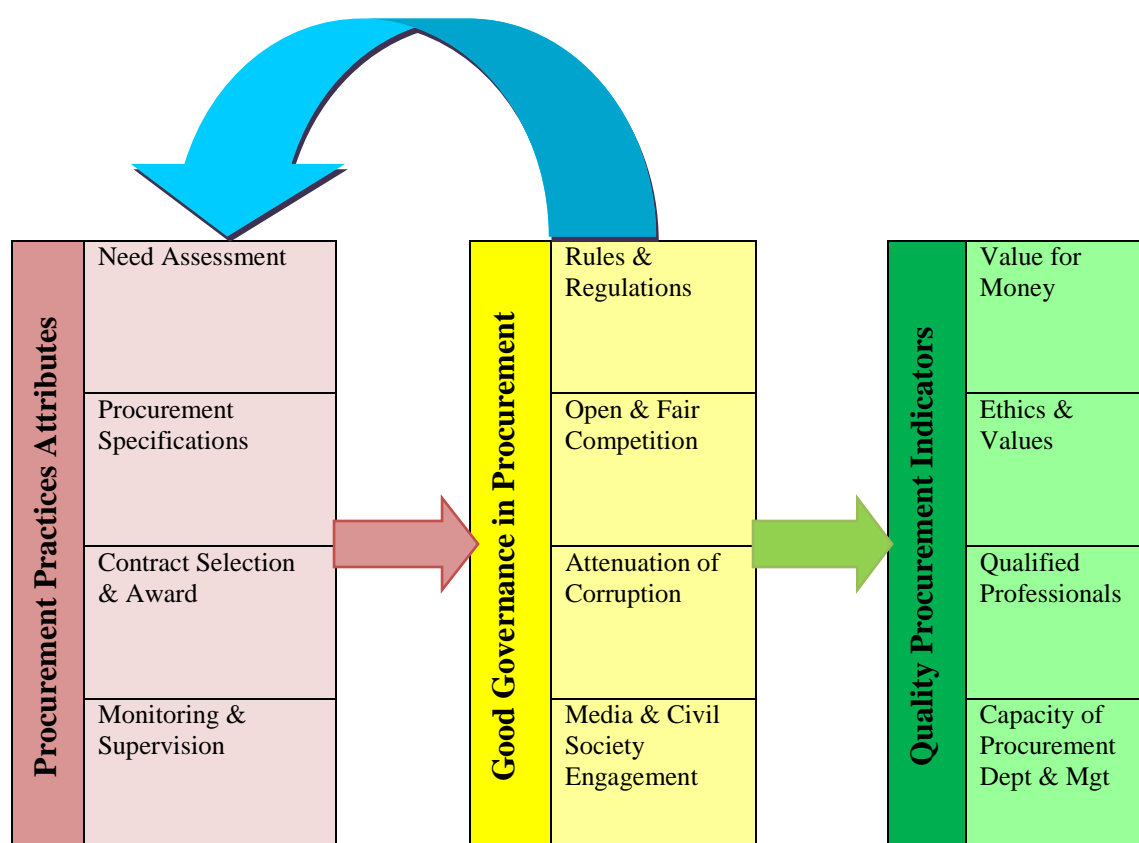 Procurement Practices Attributes
Need Assessment
Procurement
Specifications
Contract Selection
& Award
Monitoring &
Supervision
Good Governance in Procurement
Rules &
Regulations
Open & Fair
Competition
Attenuation of
Corruption
Media & Civil
Society
Engagement
Quality Procurement Indicators
Value for
Money
Ethics &
Values
Qualified
Professionals
Capacity of
Procurement
Dept & Mgt